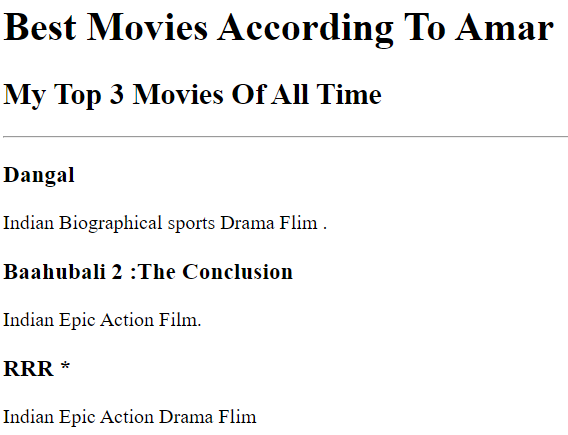 Best Movies According To Amar
My Top 3 Movies Of All Time
Dangal
Indian Biographical sports Drama Flim .
Baahubali 2 :The Conclusion
Indian Epic Action Film.
RRR *
Indian Epic Action Drama Flim